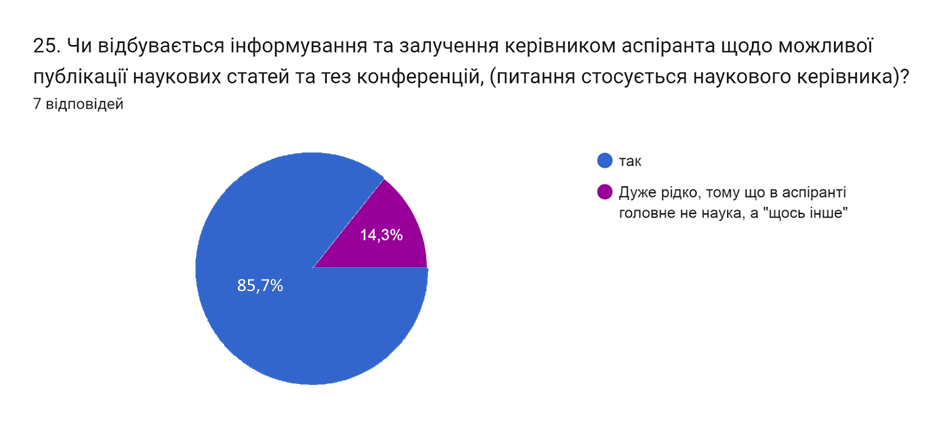 25. Чи відбувається інформування та залучення керівником аспіранта щодо можливої
публікації наукових статей та тез конференцій, (питання стосується наукового керівника)?
7 відповідей
так
Дуже рідко, тому що в аспіранті
головне не наука, а "щось інше"
14,3%
85,7%